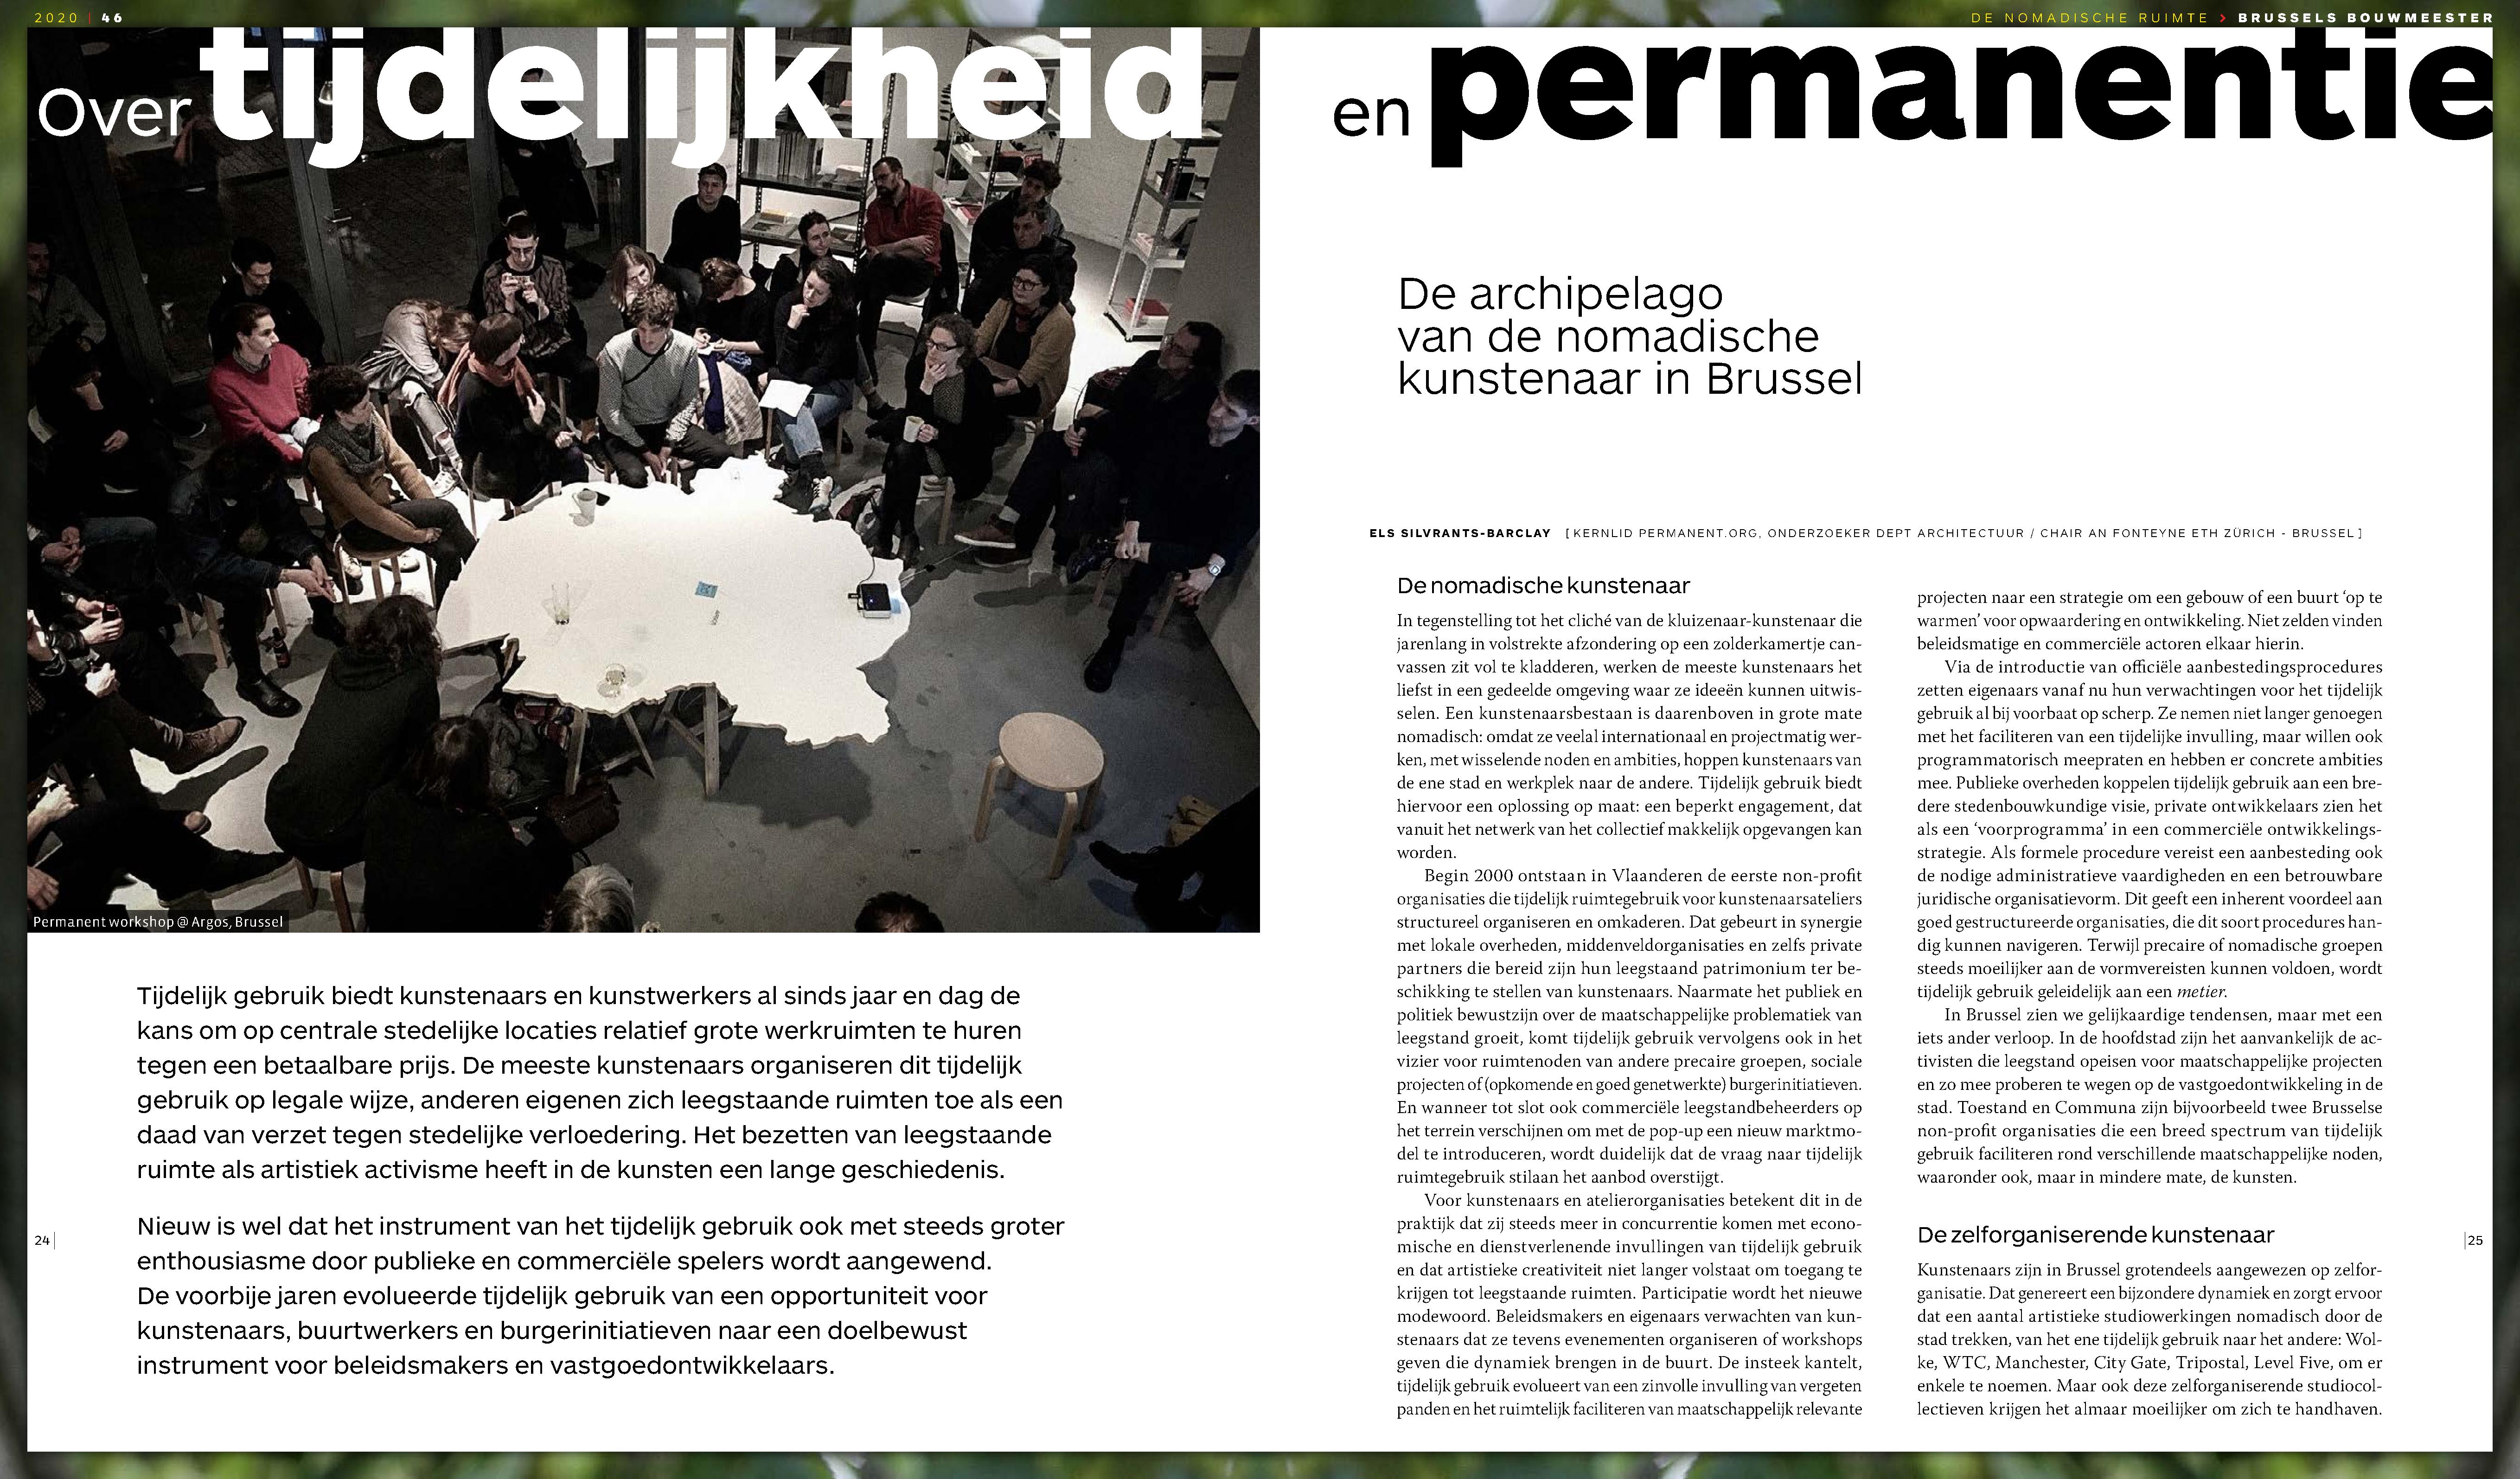 2020 | 46
DE NOMADISCHE RUIMTE > BRUSSELS BOUWMEESTER
Over tijdelijkheid en permanentie
De archipelago
van de nomadische
kunstenaar in Brussel
Permanent workshop @ Argos, Brussel
Tijdelijk gebruik biedt kunstenaars en kunstwerkers al sinds jaar en dag de
kans om op centrale stedelijke locaties relatief grote werkruimten te huren
tegen een betaalbare prijs. De meeste kunstenaars organiseren dit tijdelijk
gebruik op legale wijze, anderen eigenen zich leegstaande ruimten toe als een
daad van verzet tegen stedelijke verloedering. Het bezetten van leegstaande
ruimte als artistiek activisme heeft in de kunsten een lange geschiedenis.
Nieuw is wel dat het instrument van het tijdelijk gebruik ook met steeds groter
enthousiasme door publieke en commerciële spelers wordt aangewend.
De voorbije jaren evolueerde tijdelijk gebruik van een opportuniteit voor
kunstenaars, buurtwerkers en burgerinitiatieven naar een doelbewust
instrument voor beleidsmakers en vastgoedontwikkelaars.
24
ELS SILVRANTS-BARCLAY [ KERNLID PERMANENT.ORG, ONDERZOEKER DEPT ARCHITECTUUR / CHAIR AN FONTEYNE ETH ZÜRICH - BRUSSEL ]
De nomadische kunstenaar
In tegenstelling tot het cliché van de kluizenaar-kunstenaar die
jarenlang in volstrekte afzondering op een zolderkamertje can-
vassen zit vol te kladderen, werken de meeste kunstenaars het
liefst in een gedeelde omgeving waar ze ideeën kunnen uitwis-
selen. Een kunstenaarsbestaan is daarenboven in grote mate
nomadisch: omdat ze veelal internationaal en projectmatig wer-
ken, met wisselende noden en ambities, hoppen kunstenaars van
de ene stad en werkplek naar de andere. Tijdelijk gebruik biedt
hiervoor een oplossing op maat: een beperkt engagement, dat
vanuit het netwerk van het collectief makkelijk opgevangen kan
worden.
Begin 2000 ontstaan in Vlaanderen de eerste non-profit
organisaties die tijdelijk ruimtegebruik voor kunstenaarsateliers
structureel organiseren en omkaderen. Dat gebeurt in synergie
met lokale overheden, middenveldorganisaties en zelfs private
partners die bereid zijn hun leegstaand patrimonium ter be-
schikking te stellen van kunstenaars. Naarmate het publiek en
politiek bewustzijn over de maatschappelijke problematiek van
leegstand groeit, komt tijdelijk gebruik vervolgens ook in het
vizier voor ruimtenoden van andere precaire groepen, sociale
projecten of (opkomende en goed genetwerkte) burgerinitiatieven.
En wanneer tot slot ook commerciële leegstandbeheerders op
het terrein verschijnen om met de pop-up een nieuw marktmo-
del te introduceren, wordt duidelijk dat de vraag naar tijdelijk
ruimtegebruik stilaan het aanbod overstijgt.
Voor kunstenaars en atelierorganisaties betekent dit in de
praktijk dat zij steeds meer in concurrentie komen met econo-
mische en dienstverlenende invullingen van tijdelijk gebruik
en dat artistieke creativiteit niet langer volstaat om toegang te
krijgen tot leegstaande ruimten. Participatie wordt het nieuwe
modewoord. Beleidsmakers en eigenaars verwachten van kun-
stenaars dat ze tevens evenementen organiseren of workshops
geven die dynamiek brengen in de buurt. De insteek kantelt,
tijdelijk gebruik evolueert van een zinvolle invulling van vergeten
panden en het ruimtelijk faciliteren van maatschappelijk relevante
projecten naar een strategie om een gebouw of een buurt ‘op te
warmen’ voor opwaardering en ontwikkeling. Niet zelden vinden
beleidsmatige en commerciële actoren elkaar hierin.
Via de introductie van officiële aanbestedingsprocedures
zetten eigenaars vanaf nu hun verwachtingen voor het tijdelijk
gebruik al bij voorbaat op scherp. Ze nemen niet langer genoegen
met het faciliteren van een tijdelijke invulling, maar willen ook
programmatorisch meepraten en hebben er concrete ambities
mee. Publieke overheden koppelen tijdelijk gebruik aan een bre-
dere stedenbouwkundige visie, private ontwikkelaars zien het
als een ‘voorprogramma’ in een commerciële ontwikkelings-
strategie. Als formele procedure vereist een aanbesteding ook
de nodige administratieve vaardigheden en een betrouwbare
juridische organisatievorm. Dit geeft een inherent voordeel aan
goed gestructureerde organisaties, die dit soort procedures han-
dig kunnen navigeren. Terwijl precaire of nomadische groepen
steeds moeilijker aan de vormvereisten kunnen voldoen, wordt
tijdelijk gebruik geleidelijk aan een metier.
In Brussel zien we gelijkaardige tendensen, maar met een
iets ander verloop. In de hoofdstad zijn het aanvankelijk de ac-
tivisten die leegstand opeisen voor maatschappelijke projecten
en zo mee proberen te wegen op de vastgoedontwikkeling in de
stad. Toestand en Communa zijn bijvoorbeeld twee Brusselse
non-profit organisaties die een breed spectrum van tijdelijk
gebruik faciliteren rond verschillende maatschappelijke noden,
waaronder ook, maar in mindere mate, de kunsten.
De zelforganiserende kunstenaar
Kunstenaars zijn in Brussel grotendeels aangewezen op zelfor-
ganisatie. Dat genereert een bijzondere dynamiek en zorgt ervoor
dat een aantal artistieke studiowerkingen nomadisch door de
stad trekken, van het ene tijdelijk gebruik naar het andere: Wol-
ke, WTC, Manchester, City Gate, Tripostal, Level Five, om er
enkele te noemen. Maar ook deze zelforganiserende studiocol-
lectieven krijgen het almaar moeilijker om zich te handhaven.
25